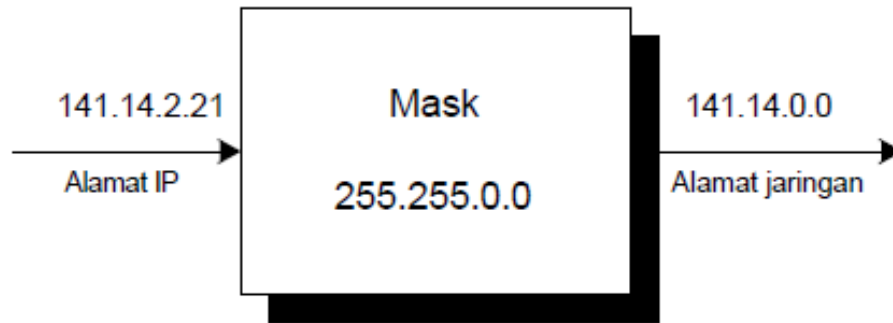 141.14.2.21
Alamat IP
Mask
255.255.0.0
141.14.0.0
Alamat jaringan